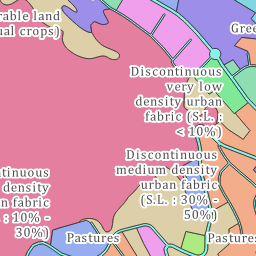 rable land
ual crops)
Gree
Discontinuous
very low
density urban
fabric (S.L. :
< 10%)
Discontinuous
medium density
urban fabric
(S.L. : 30% -
50%)
tinuous
density
n fabric
: 10% -
30%)
Pastures
Pastures